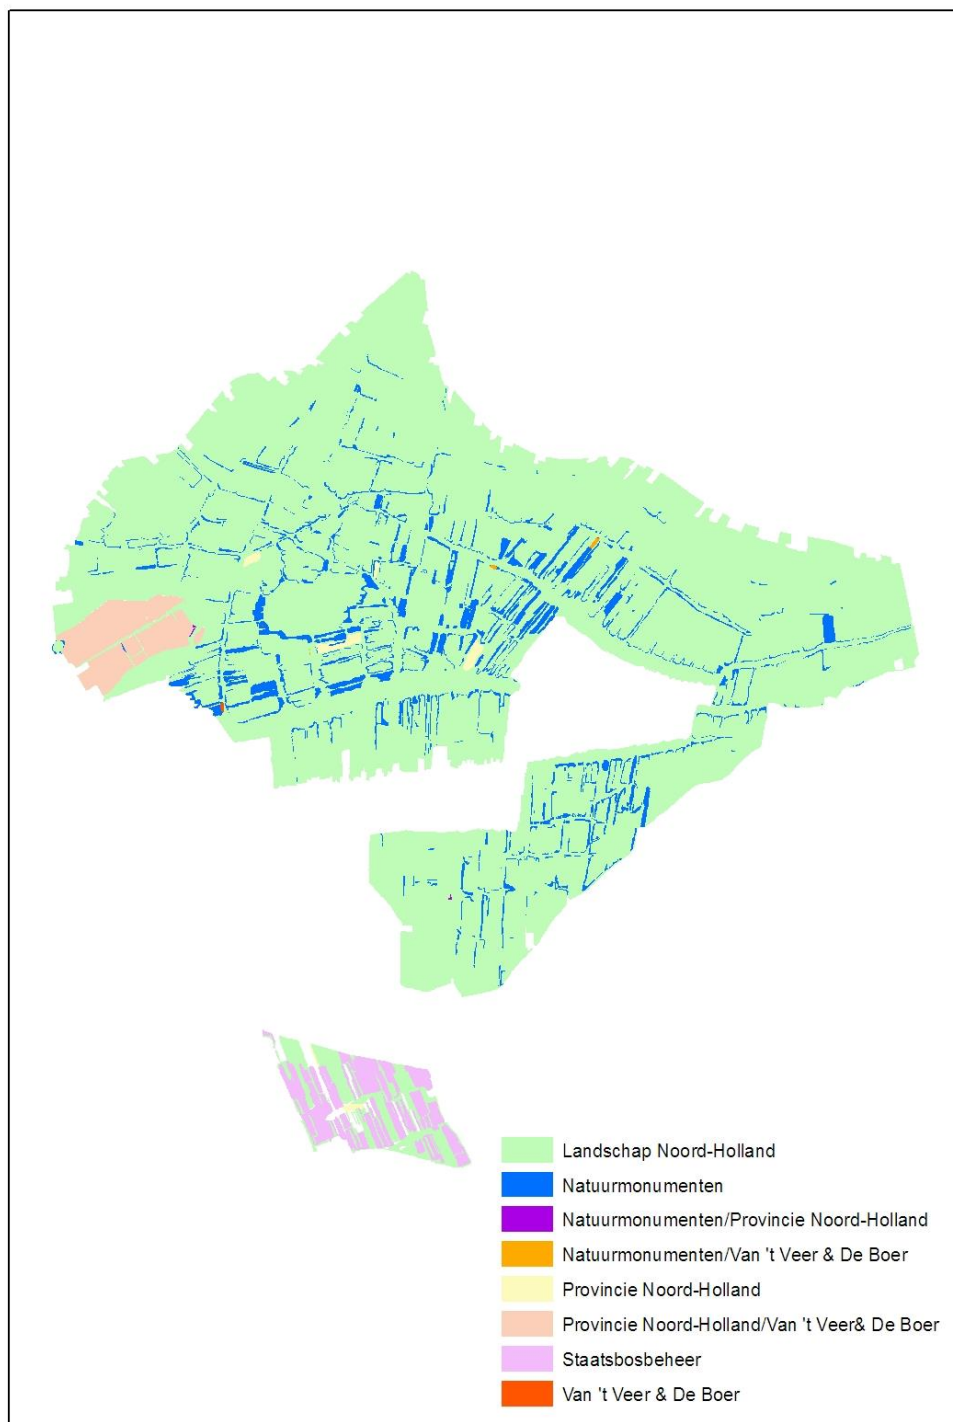 Landschap Noord-Holland
Natuurmonumenten
Natuurmonumenten/Provincie Noord-Holland
Natuurmonumenten/Van 't Veer & De Boer
Provincie Noord-Holland
Provincie Noord-Holland/Van 't Veer& De Boer
Staatsbosbeheer
Van 't Veer & De Boer